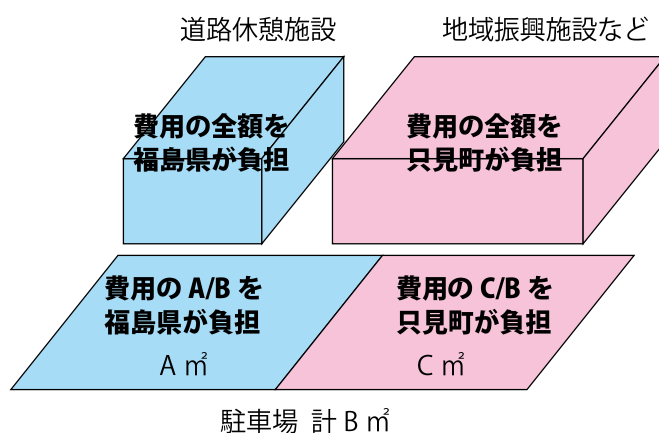 道路休憩施設
地域振興施設など
費用の全額を
福島県が負担
費用の全額を
只見町が負担
費用の A/B を
福島県が負担
A ㎡
費用の C/B を
只見町が負担
C ㎡
駐車場 計 B ㎡